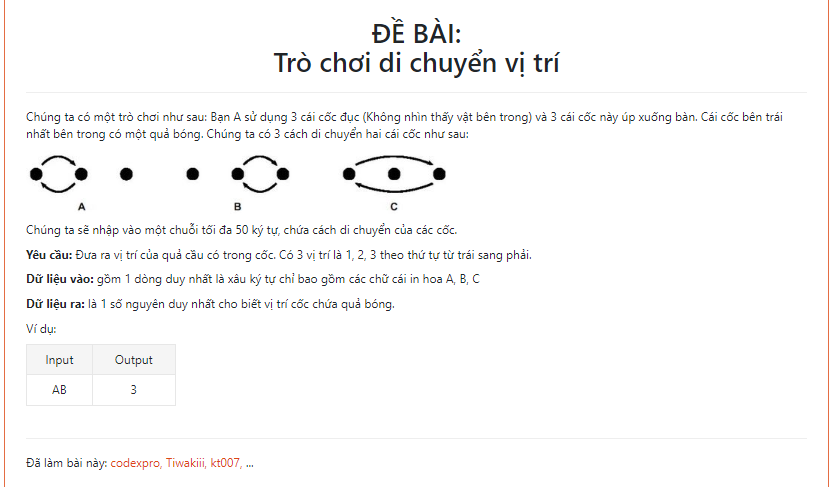 ĐỀ BÀI:
Trò chơi di chuyển vị trí
Chúng ta có một trò chơi như sau: Bạn A sử dụng 3 cái cốc đục (Không nhìn thấy vật bên trong) và 3 cái cốc này úp xuống bàn. Cái cốc bên trái
nhất bên trong có một quả bóng. Chúng ta có 3 cách di chuyển hai cái cốc như sau:
A B C
Chúng ta sẽ nhập vào một chuỗi tối đa 50 ký tự, chứa cách di chuyển của các cốc.
Yêu cầu: Đưa ra vị trí của quả cầu có trong cốc. Có 3 vị trí là 1, 2, 3 theo thứ tự từ trái sang phải.
Dữ liệu vào: gồm 1 dòng duy nhất là xâu ký tự chỉ bao gồm các chữ cái in hoa A, B, C
Dữ liệu ra: là 1 số nguyên duy nhất cho biết vị trí cốc chứa quả bóng.
Ví dụ:
Input Output
AB 3
Đã làm bài này: codexpro, Tiwakiii, kt007, ...